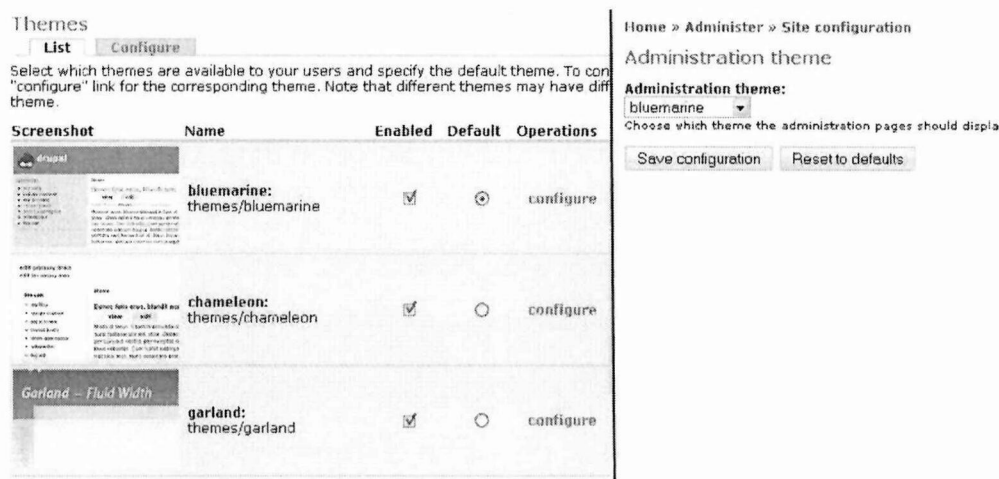 Themes
List Configure
Select which themes are available to your users and specify the default theme. To con
"configure" link for the corresponding theme. Note that different themes may have diff
theme.
Screenshot Name Enabled Default Operations
drupal
bluemarine:
themes/bluemarine
configure
view edit
chameleon:
themes/chameleon
configure
Garland – Fluid Width
garland:
themes/garland
configure
Home » Administer » Site configuration
Administration theme
Administration theme:
bluemarine
Choose which theme the administration pages should displa
Save configuration Reset to defaults